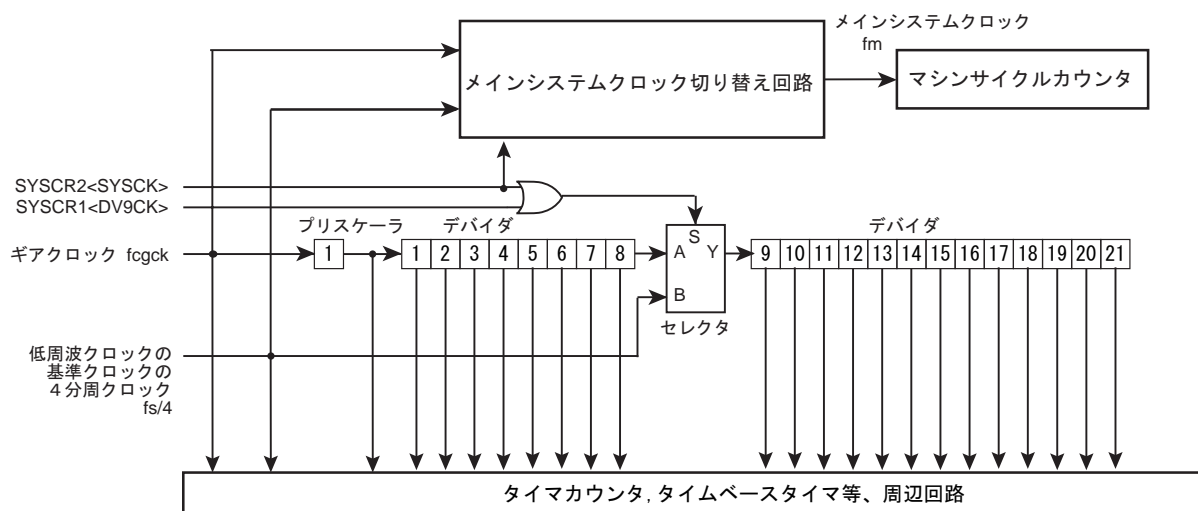 メインシステムクロック
fm
メインシステムクロック切り替え回路
マシンサイクルカウンタ
SYSCR2<SYSCK>
SYSCR1<DV9CK>
プリスケーラ
デバイダ
デバイダ
ギアクロック fcgck
1
1 2 3 4 5 6 7 8
S
A Y
B
9 10 11 12 13 14 15 16 17 18 19 20 21
セレクタ
低周波クロックの
基準クロックの
4分周クロック
fs/4
タイマカウンタ, タイムベースタイマ等、周辺回路